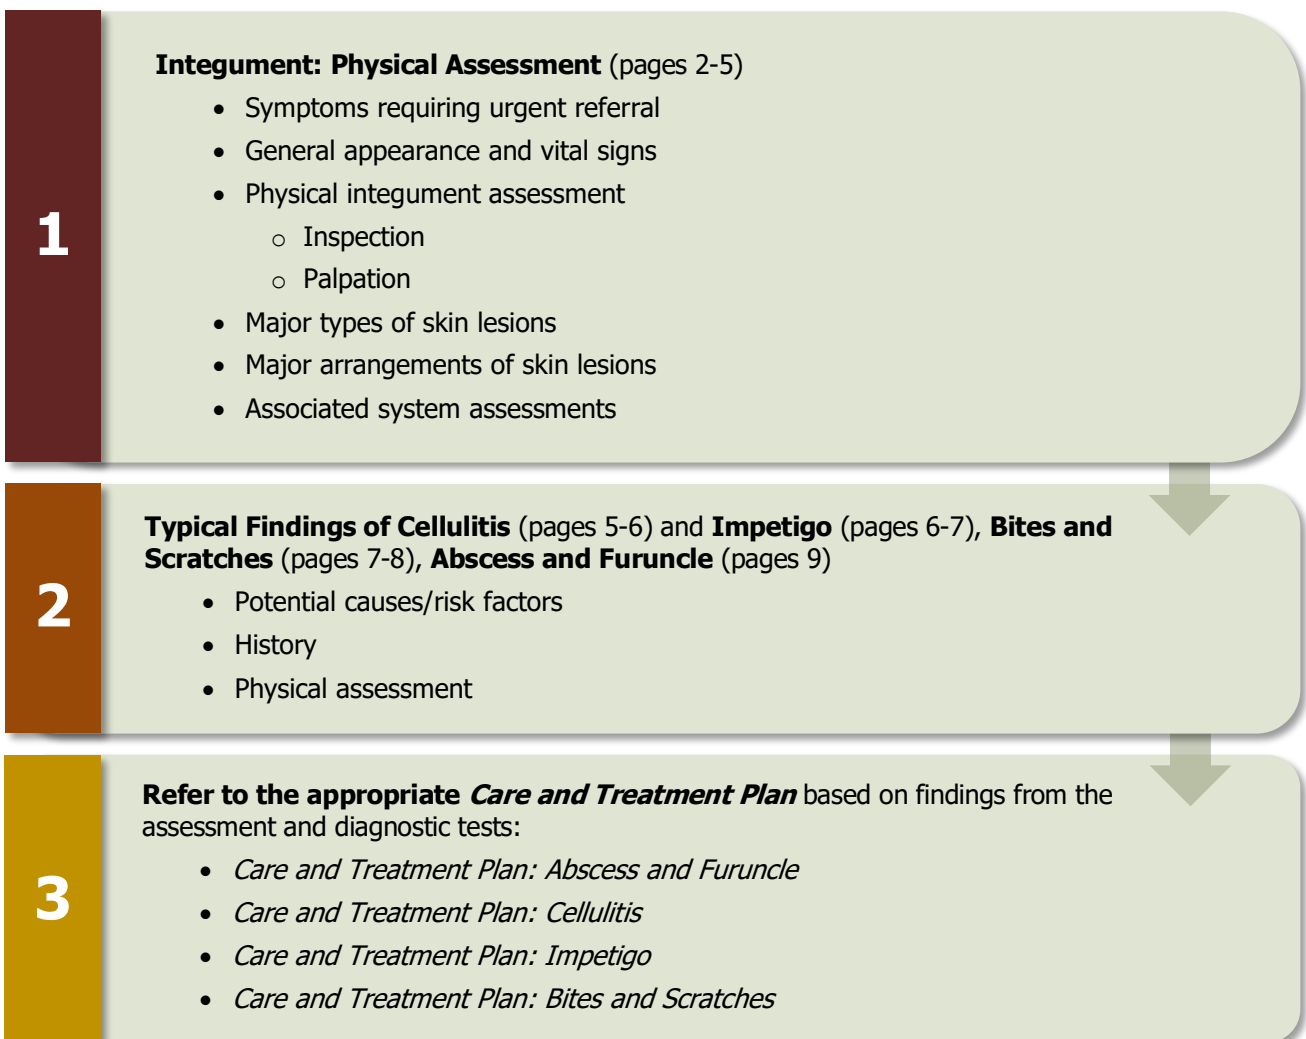 1
Integument: Physical Assessment (pages 2-5)
• Symptoms requiring urgent referral
• General appearance and vital signs
• Physical integument assessment
o Inspection
o Palpation
• Major types of skin lesions
• Major arrangements of skin lesions
• Associated system assessments
2
Typical Findings of Cellulitis (pages 5-6) and Impetigo (pages 6-7), Bites and
Scratches (pages 7-8), Abscess and Furuncle (pages 9)
• Potential causes/risk factors
• History
• Physical assessment
3
Refer to the appropriate Care and Treatment Plan based on findings from the
assessment and diagnostic tests:
• Care and Treatment Plan: Abscess and Furuncle
• Care and Treatment Plan: Cellulitis
• Care and Treatment Plan: Impetigo
• Care and Treatment Plan: Bites and Scratches